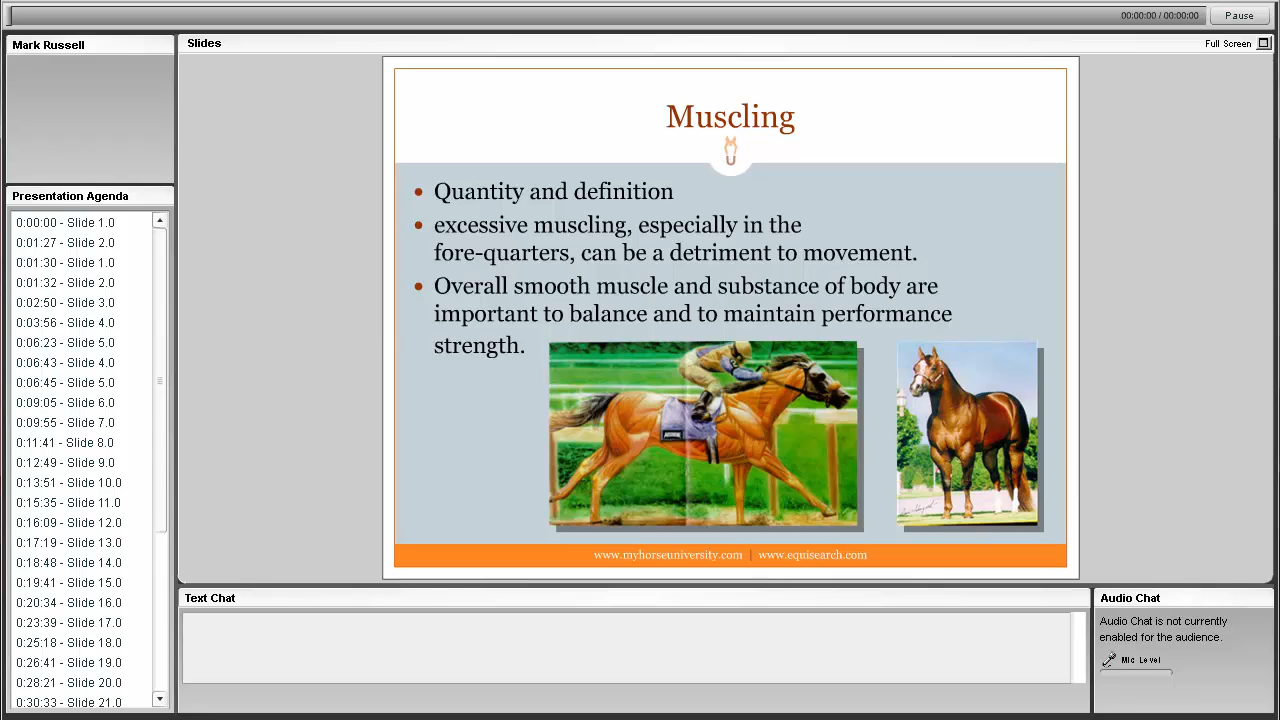 00:00:00 / 00:00:00
Pause
Mark Russell
Slides
Full Screen
Muscling
Quantity and definition
excessive muscling, especially in the
fore-quarters, can be a detriment to movement.
Overall smooth muscle and substance of body are
important to balance and to maintain performance
strength.
www.myhorseuniversity.com | www.equisearch.com
Presentation Agenda
0:00:00 - Slide 1.0
0:01:27 - Slide 2.0
0:01:30 - Slide 1.0
0:01:32 - Slide 2.0
0:02:50 - Slide 3.0
0:03:56 - Slide 4.0
0:06:23 - Slide 5.0
0:06:43 - Slide 4.0
0:06:45 - Slide 5.0
0:09:05 - Slide 6.0
0:09:55 - Slide 7.0
0:11:41 - Slide 8.0
0:12:49 - Slide 9.0
0:13:51 - Slide 10.0
0:15:35 - Slide 11.0
0:16:09 - Slide 12.0
0:17:19 - Slide 13.0
0:18:48 - Slide 14.0
0:19:41 - Slide 15.0
0:20:34 - Slide 16.0
0:23:39 - Slide 17.0
0:25:18 - Slide 18.0
0:26:41 - Slide 19.0
0:28:21 - Slide 20.0
0:30:33 - Slide 21.0
Text Chat
Audio Chat
Audio Chat is not currently
enabled for the audience.
Mic Level